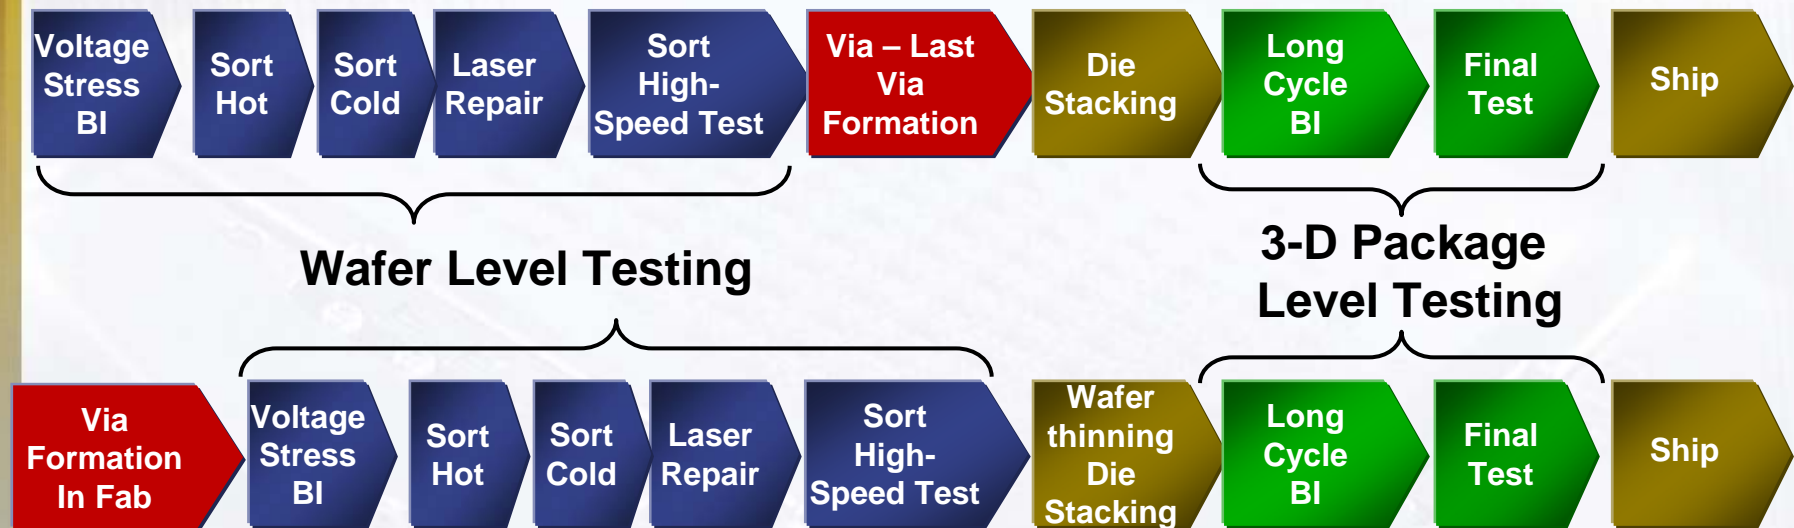 Voltage
Stress
BI
Sort
Hot
Sort
Cold
Laser
Repair
Sort
High-
Speed Test
Via – Last
Via
Formation
Die
Stacking
Long
Cycle
BI
Final
Test
Ship
Wafer Level Testing
3-D Package
Level Testing
Via
Formation
In Fab
Voltage
Stress
BI
Sort
Hot
Sort
Cold
Laser
Repair
Sort
High-
Speed Test
Wafer
thinning
Die
Stacking
Long
Cycle
BI
Final
Test
Ship